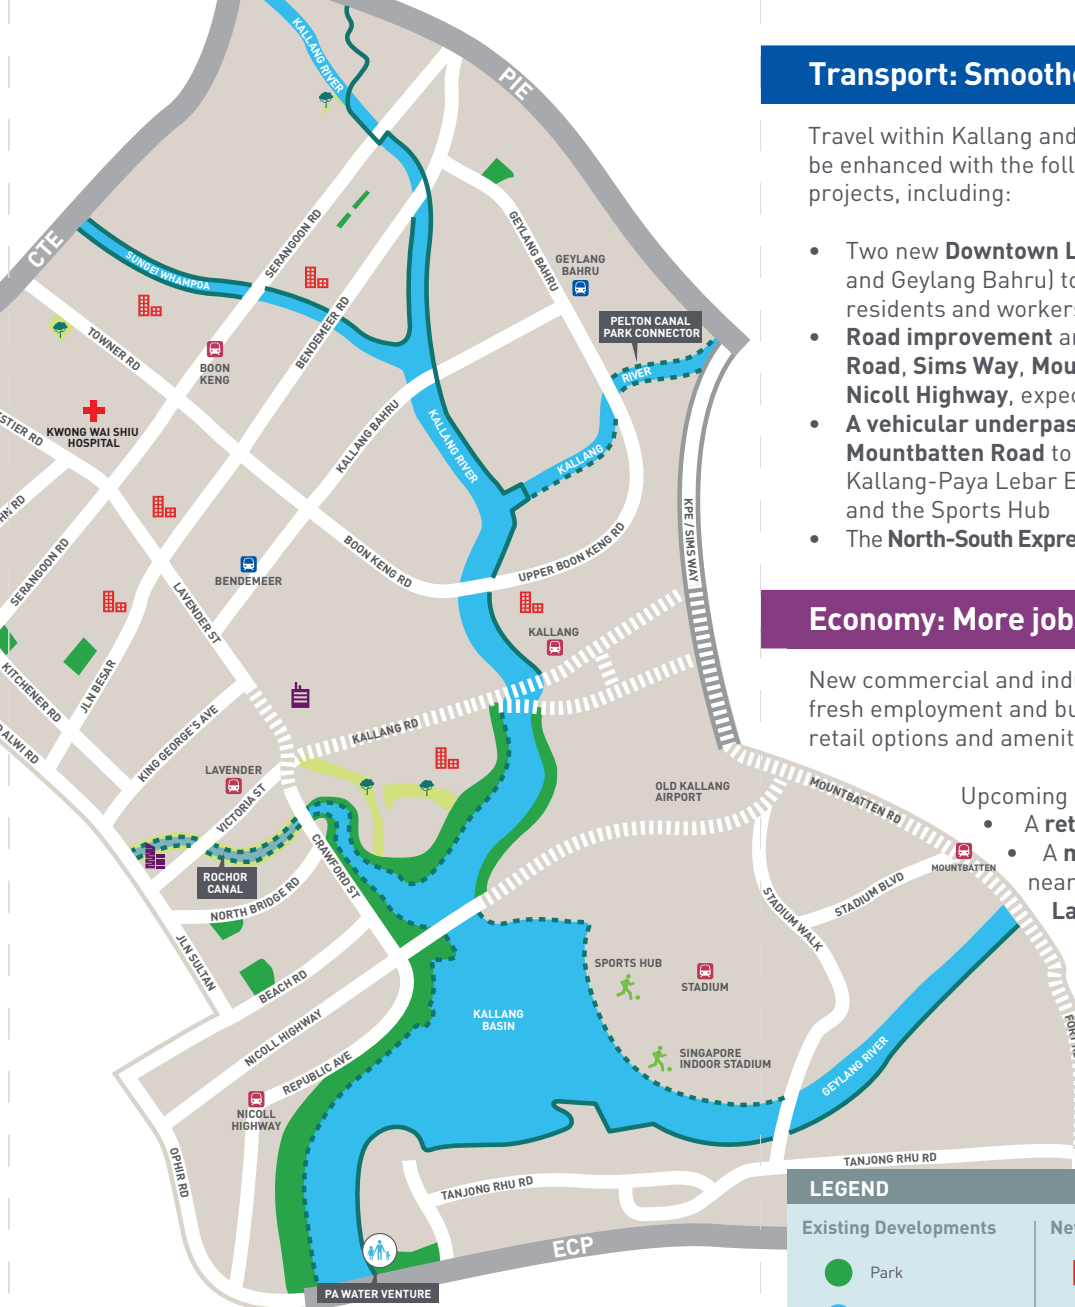 KALLANG RIVER
PIE
CTE
SUNGEI WHAMPOA
SERANGOON RD
GEYLANG BAHRU
GEYLANG
BAHRU
BENDEMEER RD
PELTON CANAL
PARK CONNECTOR
TOWNER RD
BOON
KENG
RIVER
KWONG WAI SHIU
HOSPITAL
KALLANG BAHRU
KALLANG RIVER
KALLANG
KPE / SIMS WAY
SERANGOON RD
BOON KENG RD
UPPER BOON KENG RD
BENDEMEER
LAVENDER ST
KALLANG
KITCHENER RD
JLN BESAR
KING GEORGE'S AVE
KALLANG RD
LAVENDER
VICTORIA ST
OLD KALLANG
AIRPORT
MOUNTBATTEN RD
MOUNTBATTEN
CRAWFORD ST
ROCHOR
CANAL
NORTH BRIDGE RD
STADIUM WALK
STADIUM BLVD
JLN SULTAN
BEACH RD
SPORTS HUB
STADIUM
NICOLL HIGHWAY
KALLANG
BASIN
REPUBLIC AVE
SINGAPORE
INDOOR STADIUM
GEYLANG RIVER
NICOLL
HIGHWAY
OPHIR RD
TANJONG RHU RD
TANJONG RHU RD
ECP
PA WATER VENTURE
Transport: Smooth
Travel within Kallang and
be enhanced with the foll
projects, including:
• Two new Downtown L
and Geylang Bahru) to
residents and workers
• Road improvement a
Road, Sims Way, Mou
Nicoll Highway, expec
• A vehicular underpas
Mountbatten Road to
Kallang-Paya Lebar E
and the Sports Hub
• The North-South Expre
Economy: More job
New commercial and indu
fresh employment and bu
retail options and amenit
Upcoming
• A ret
• A m
near
La
LEGEND
Existing Developments
Ne
Park